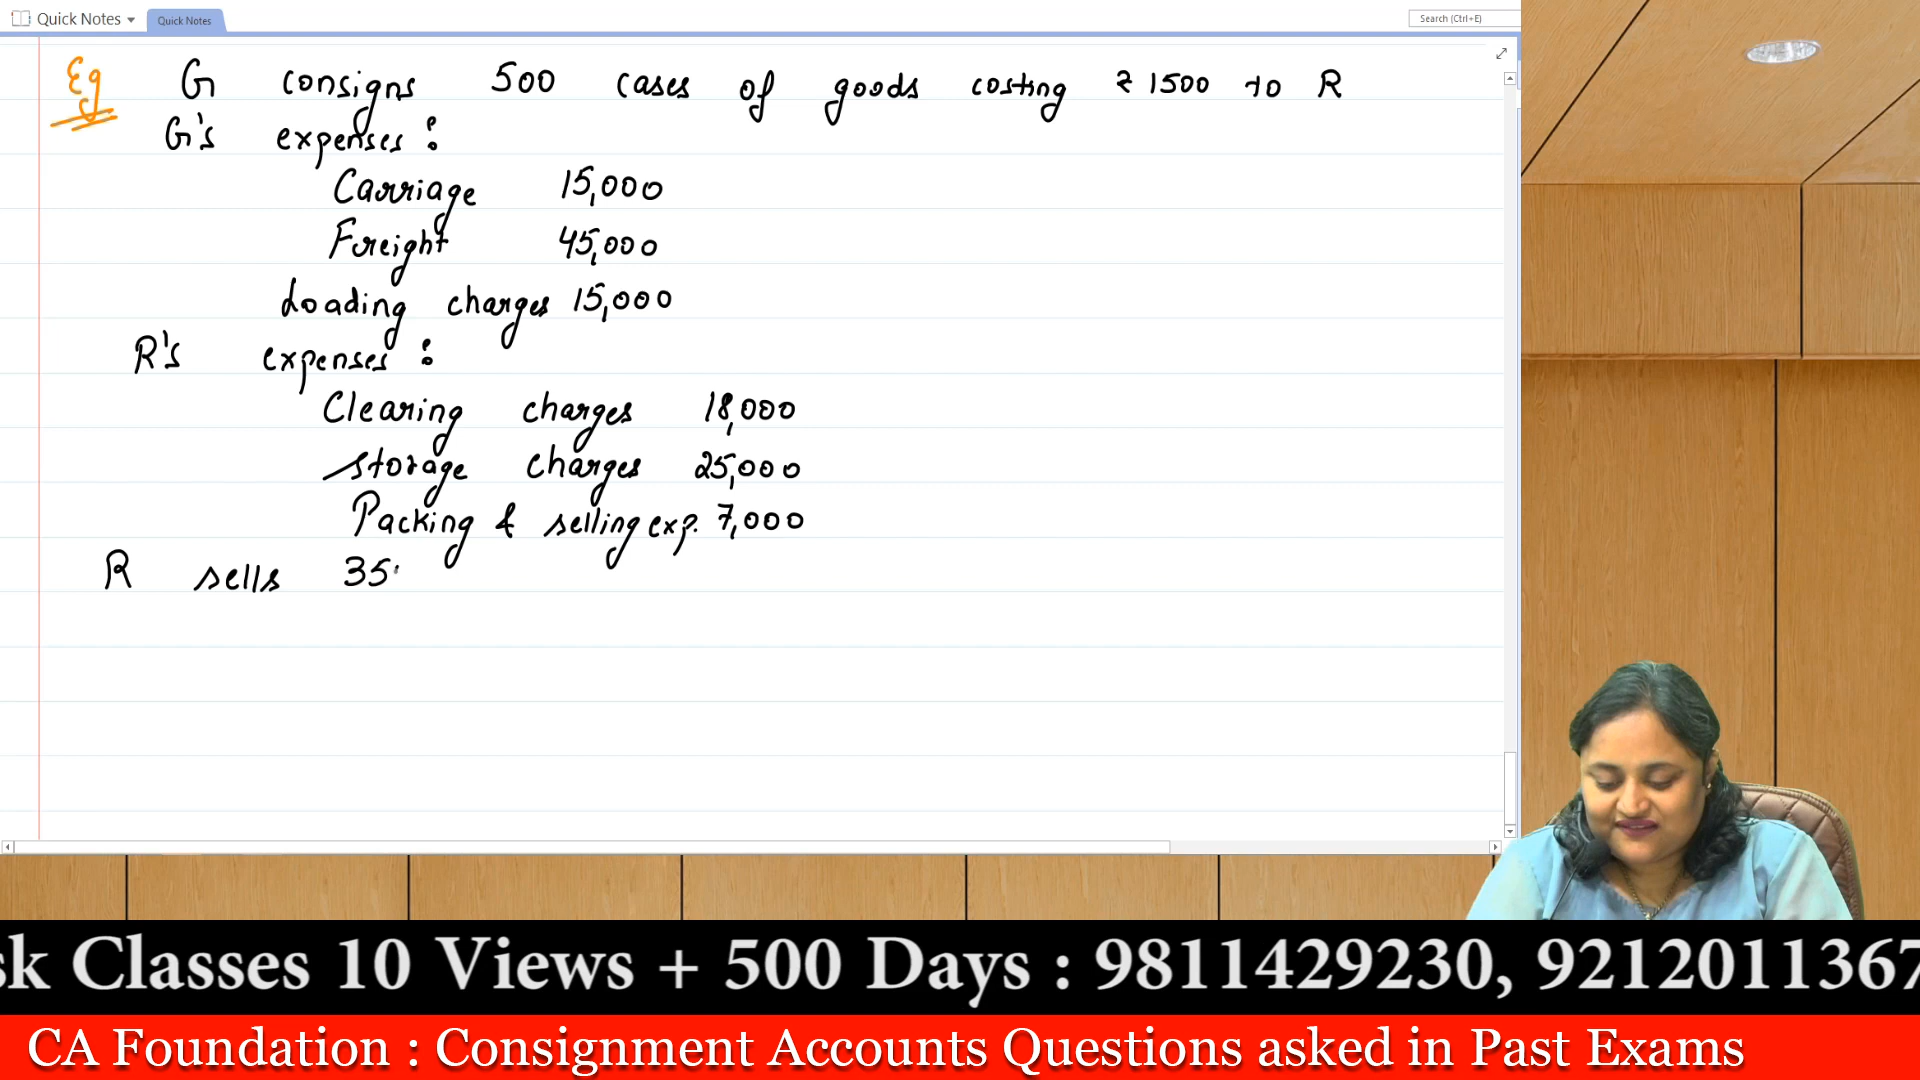 Quick Notes
Quick Notes
Search (Ctrl+E)
Eg G consigns 500 cases of goods costing ₹ 1500 to R
G's expenses :
Carriage 15,000
Freight 45,000
Loading charges 15,000
R's expenses :
Clearing charges 18,000
Storage charges 25,000
Packing & selling exp. 7,000
R sells 35
sk Classes 10 Views + 500 Days : 9811429230, 9212011367
CA Foundation : Consignment Accounts Questions asked in Past Exams